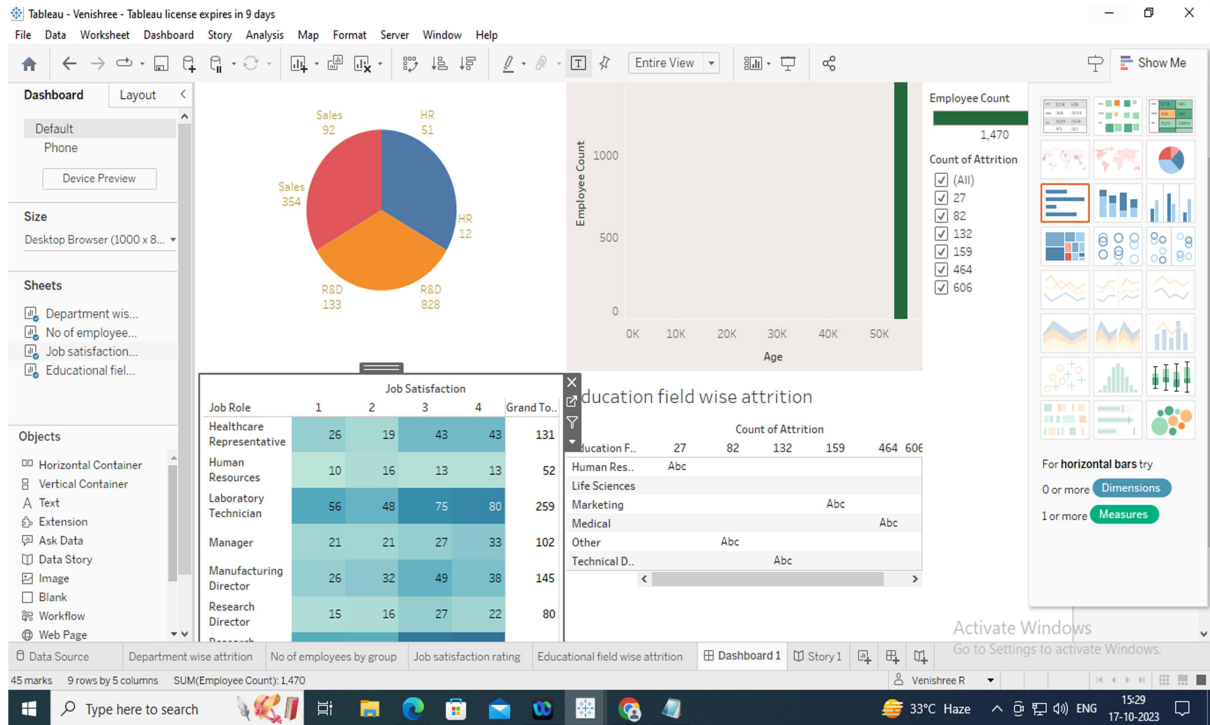 Tableau - Venishree - Tableau license expires in 9 days
File Data Worksheet Dashboard Story Analysis Map Format Server Window Help
Entire View
Show Me
Dashboard Layout
Default
Phone
Device Preview
Size
Desktop Browser (1000 x 8...
Sheets
Department wis...
No of employee...
Job satisfaction...
Educational fiel...
Objects
Horizontal Container
Vertical Container
Text
Extension
Ask Data
Data Story
Image
Blank
Workflow
Web Page
Sales
92
HR
51
Sales
354
HR
12
R&D
133
R&D
828
Employee Count
1000
500
0
0K 10K 20K 30K 40K 50K
Age
Employee Count
1,470
Count of Attrition
(All)
27
82
132
159
464
606
Job Satisfaction
Job Role 1 2 3 4 Grand To..
Healthcare
Representative 26 19 43 43 131
Human
Resources 10 16 13 13 52
Laboratory
Technician 56 48 75 80 259
Manager 21 21 27 33 102
Manufacturing
Director 26 32 49 38 145
Research
Director 15 16 27 22 80
ducation field wise attrition
Count of Attrition
ducation F.. 27 82 132 159 464 606
Human Res.. Abc
Life Sciences
Marketing Abc
Medical Abc
Other Abc
Technical D.. Abc
For horizontal bars try
0 or more Dimensions
1 or more Measures
Activate Windows
Go to Settings to activate Windows.
Data Source Department wise attrition No of employees by group Job satisfaction rating Educational field wise attrition Dashboard 1 Story 1
45 marks 9 rows by 5 columns SUM(Employee Count): 1,470
Venishree R
Type here to search
33°C Haze
ENG
15:29
17-10-2023